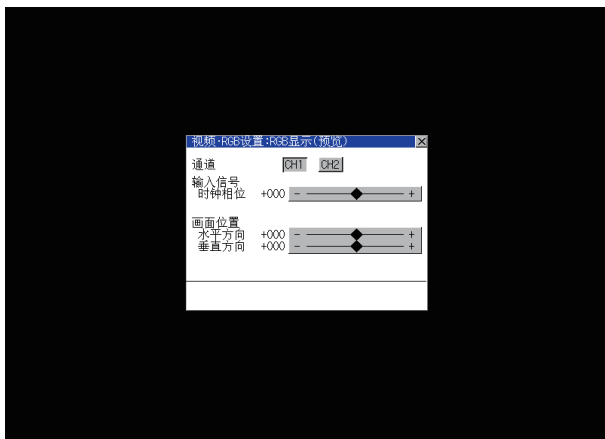 视频·RGB设置:RGB显示(预览) ×
通道 CH1 CH2
输入信号
时钟相位 +000 - +
画面位置
水平方向 +000 - +
垂直方向 +000 - +